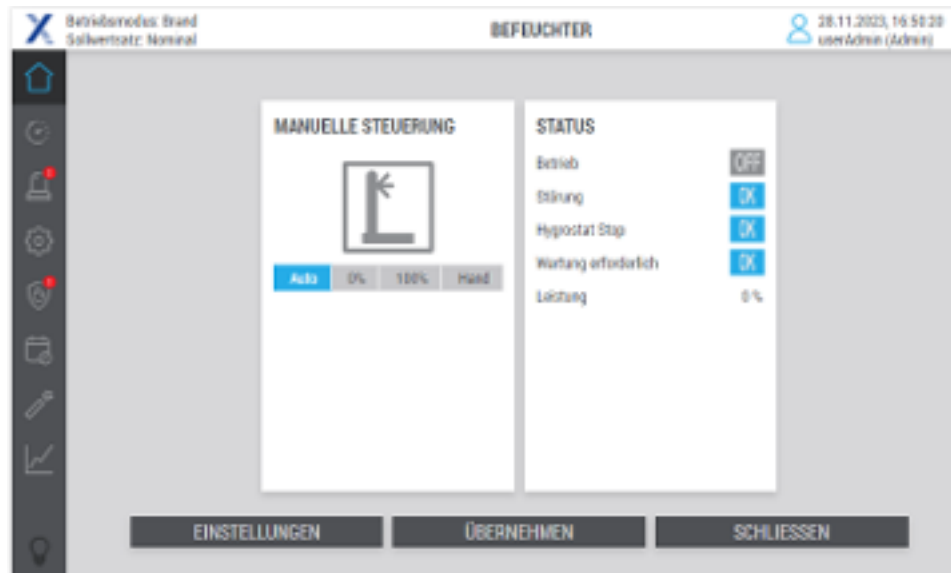 Betriebsmodus: Brand
Sollwertsatz: Nominal
BEFEUCHTER
28.11.2023, 16:50:20
userAdmin (Admin)
MANUELLE STEUERUNG
Auto 0% 100% Hand
STATUS
Betrieb OFF
Störung OK
Hygrostat Stop OK
Wartung erforderlich OK
Leistung 0 %
EINSTELLUNGEN
ÜBERNEHMEN
SCHLIESSEN